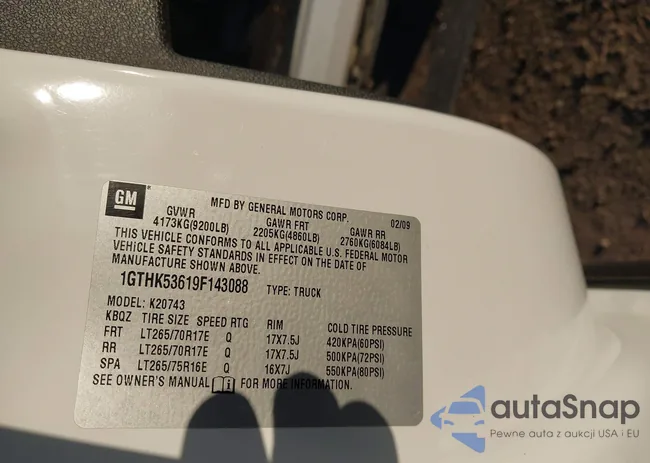 GM
MFD BY GENERAL MOTORS CORP. 02/09
GVWR GAWR FRT GAWR RR
4173KG(9200LB) 2205KG(4860LB) 2760KG(6084LB)
THIS VEHICLE CONFORMS TO ALL APPLICABLE U.S. FEDERAL MOTOR
VEHICLE SAFETY STANDARDS IN EFFECT ON THE DATE OF
MANUFACTURE SHOWN ABOVE.
1GTHK53619F143088 TYPE: TRUCK
MODEL: K20743
KBQZ TIRE SIZE SPEED RTG RIM COLD TIRE PRESSURE
FRT LT265/70R17E Q 17X7.5J 420KPA(60PSI)
RR LT265/70R17E Q 17X7.5J 500KPA(72PSI)
SPA LT265/75R16E Q 16X7J 550KPA(80PSI)
SEE OWNER'S MANUAL FOR MORE INFORMATION.
autaSnap
Pewne auta z aukcji USA i EU